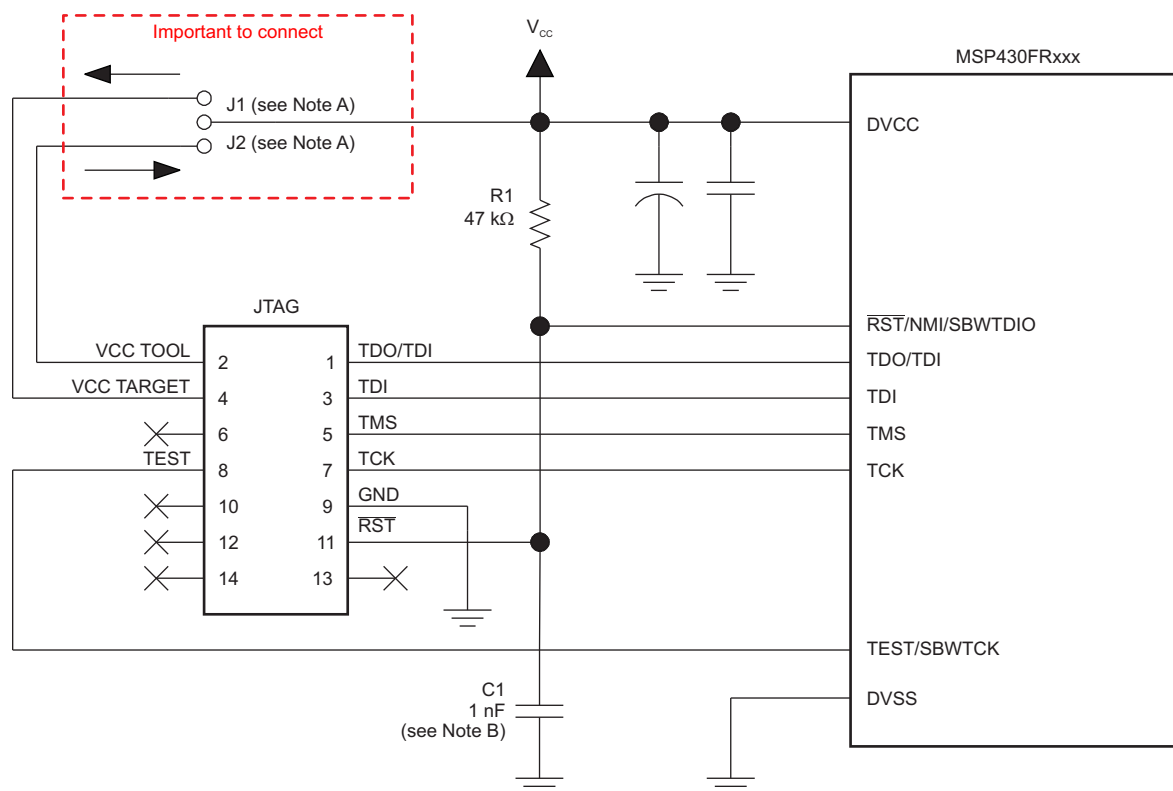 Important to connect
J1 (see Note A)
J2 (see Note A)
VCC
MSP430FRxxx
DVCC
R1
47 kΩ
JTAG
RST/NMI/SBWTDIO
VCC TOOL
2
1
TDO/TDI
TDO/TDI
VCC TARGET
4
3
TDI
TDI
6
5
TMS
TMS
TEST
8
7
TCK
TCK
10
9
GND
12
11
RST
14
13
TEST/SBWTCK
C1
1 nF
(see Note B)
DVSS